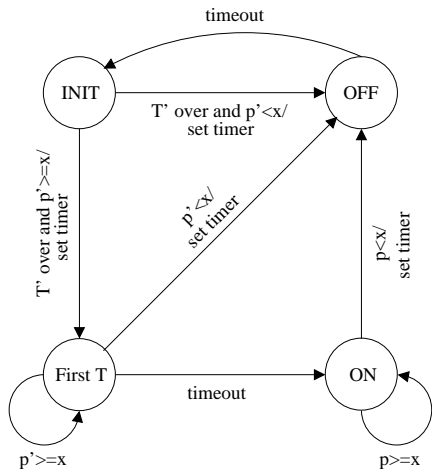 timeout
INIT
OFF
T' over and p'<x/
set timer
T' over and p'>=x/
set timer
p'<x/
set timer
p<x/
set timer
First T
ON
timeout
p'>=x
p>=x